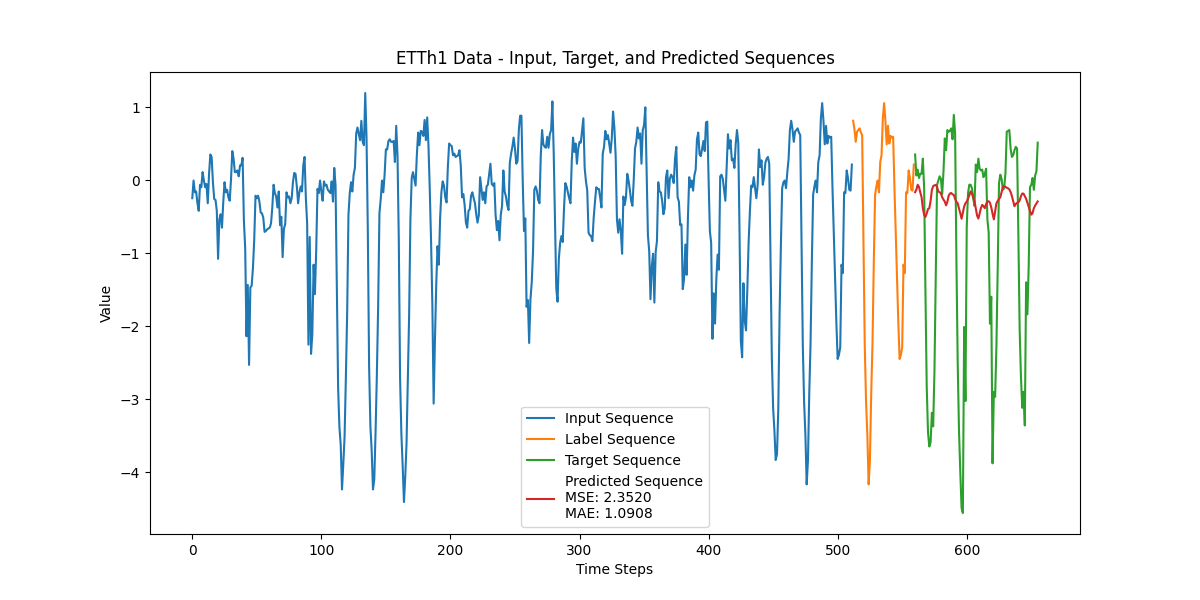 ETTh1 Data - Input, Target, and Predicted Sequences
Value
1
0
−1
−2
−3
−4
Input Sequence
Label Sequence
Target Sequence
Predicted Sequence
MSE: 2.3520
MAE: 1.0908
0 100 200 300 400 500 600
Time Steps